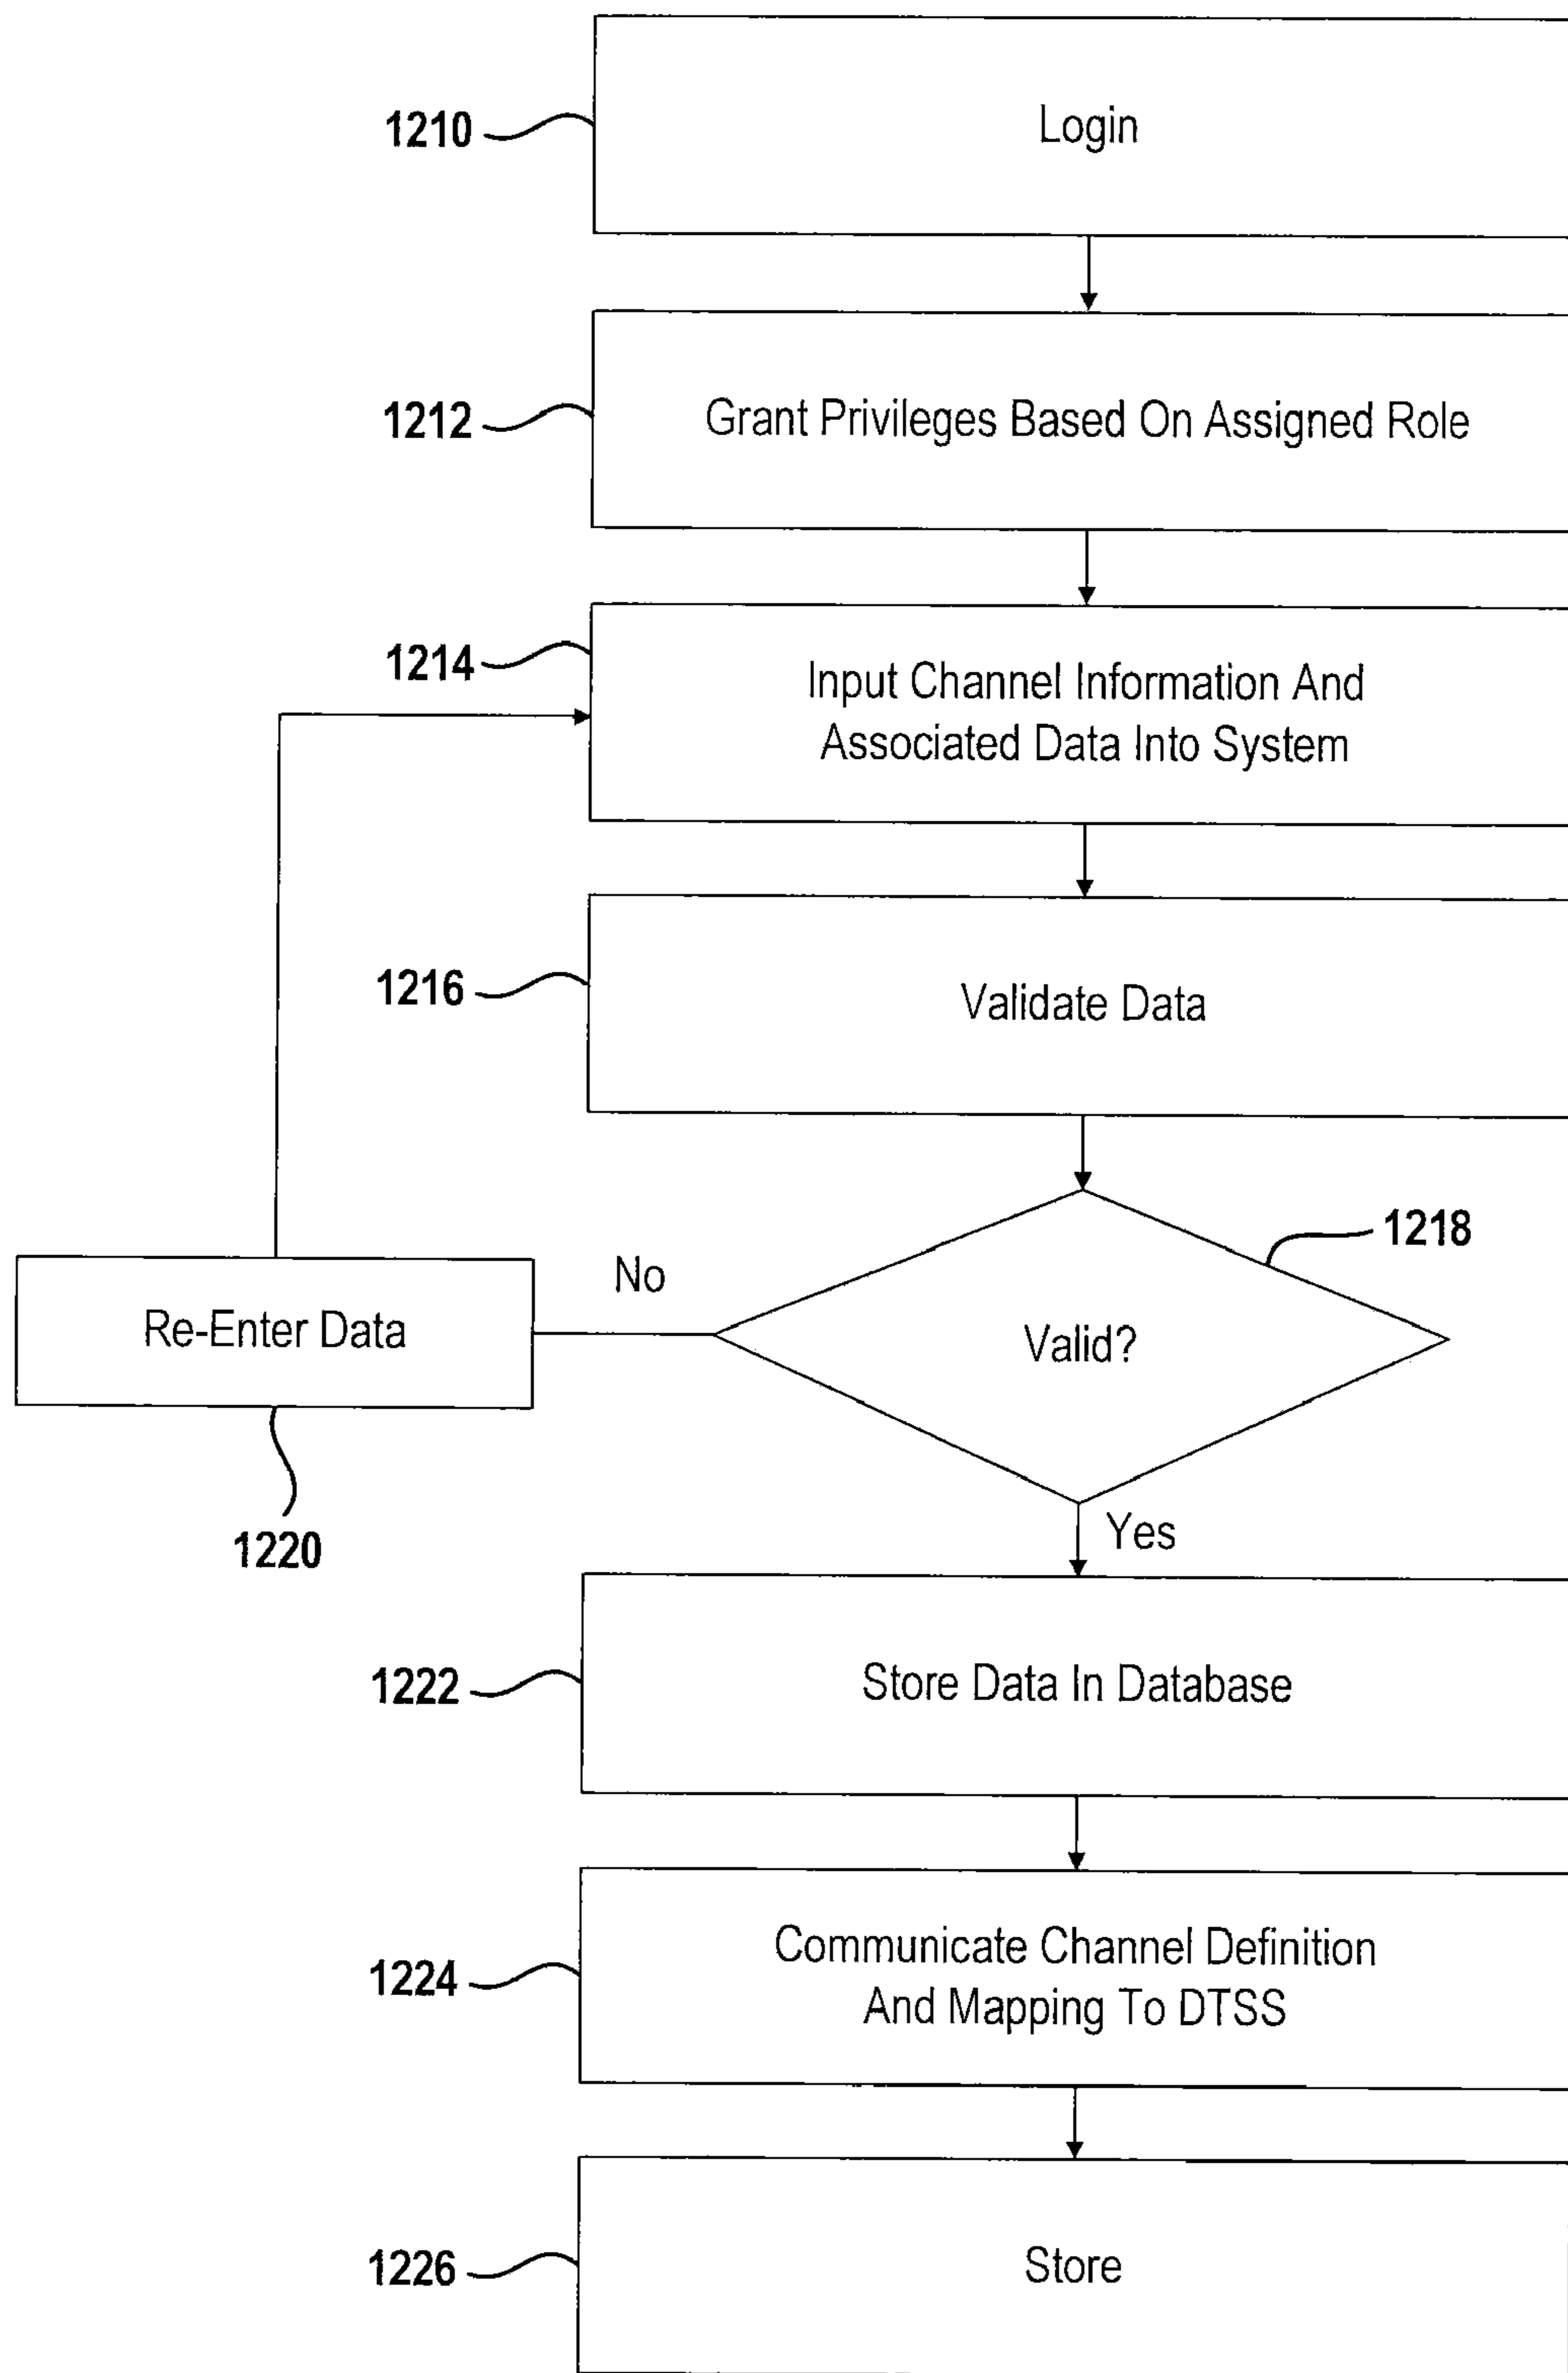 1210
Login
1212
Grant Privileges Based On Assigned Role
1214
Input Channel Information And
Associated Data Into System
1216
Validate Data
1218
No
Re-Enter Data
Valid?
1220
Yes
1222
Store Data In Database
1224
Communicate Channel Definition
And Mapping To DTSS
1226
Store